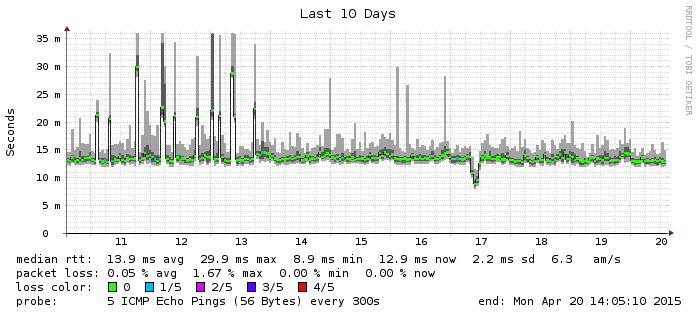 Last 10 Days
RRDTOOL / TOBI OETIKER
Seconds
35 m
30 m
25 m
20 m
15 m
10 m
5 m
0
11 12 13 14 15 16 17 18 19 20
median rtt: 13.9 ms avg 29.9 ms max 8.9 ms min 12.9 ms now 2.2 ms sd 6.3 am/s
packet loss: 0.05 % avg 1.67 % max 0.00 % min 0.00 % now
loss color: 0 1/5 2/5 3/5 4/5
probe: 5 ICMP Echo Pings (56 Bytes) every 300s end: Mon Apr 20 14:05:10 2015